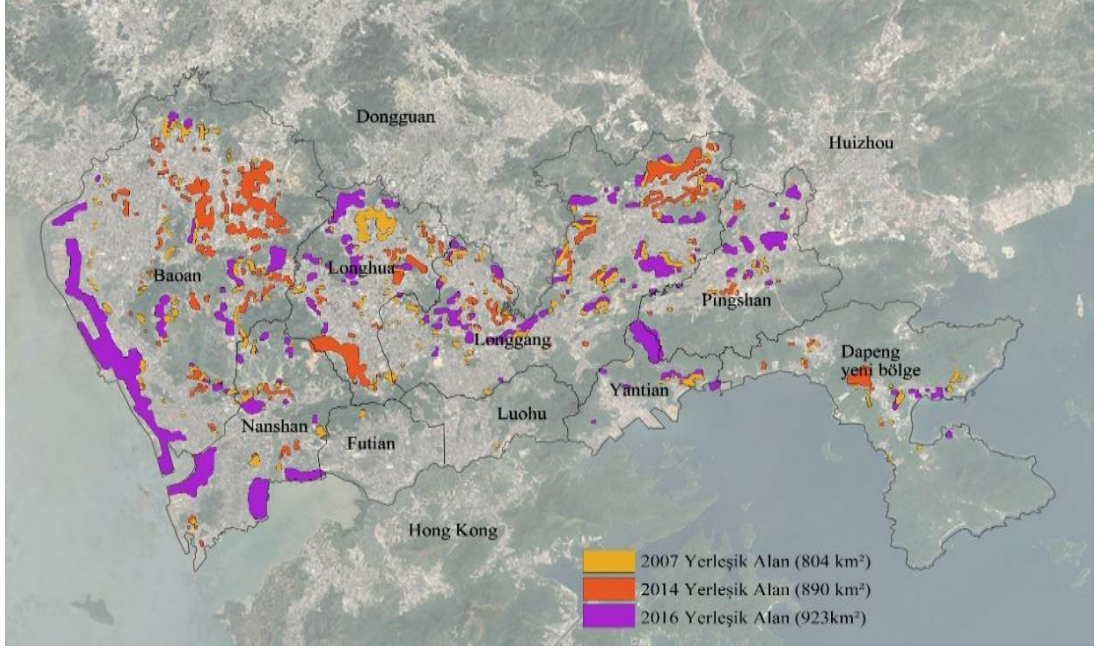 Dongguan
Huizhou
Baoan
Longhua
Pingshan
Longgang
Dapeng
yeni bölge
Yantian
Luohu
Nanshan
Futian
Hong Kong
2007 Yerleşik Alan (804 km²)
2014 Yerleşik Alan (890 km²)
2016 Yerleşik Alan (923km²)